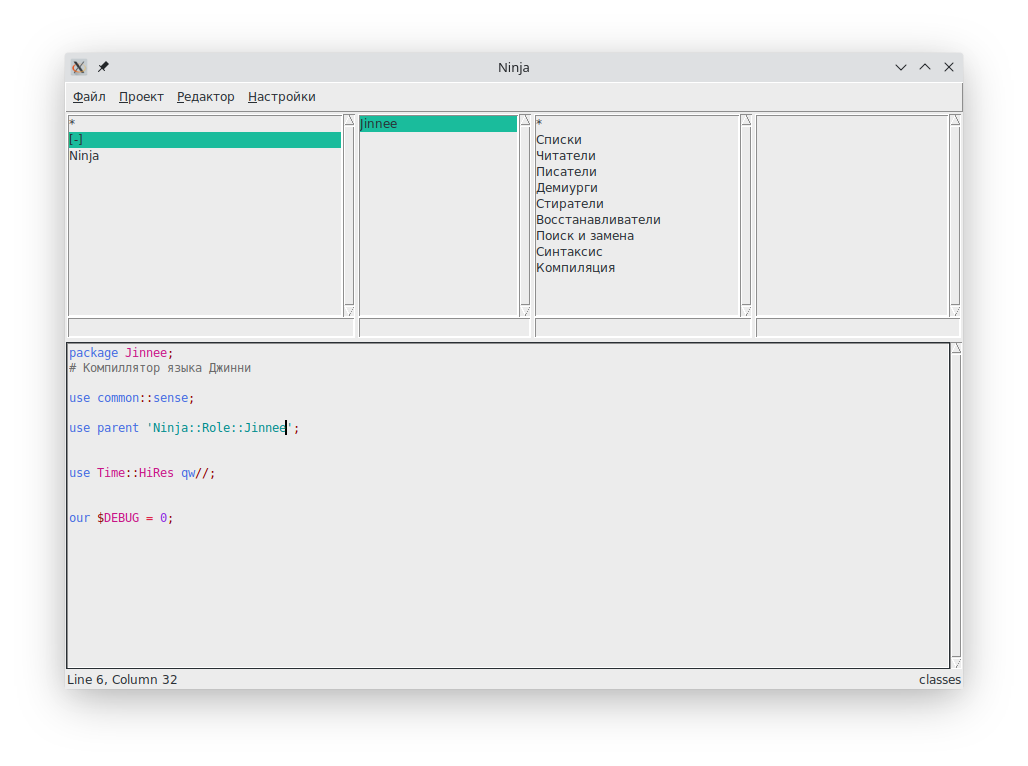 Ninja
Файл Проект Редактор Настройки
*
[-]
Ninja
Jinnee
*
Списки
Читатели
Писатели
Демиурги
Стиратели
Восстанавливатели
Поиск и замена
Синтаксис
Компиляция
package Jinnee;
# Компиллятор языка Джинни
use common::sense;
use parent 'Ninja::Role::Jinnee';
use Time::HiRes qw//;
our $DEBUG = 0;
Line 6, Column 32
classes